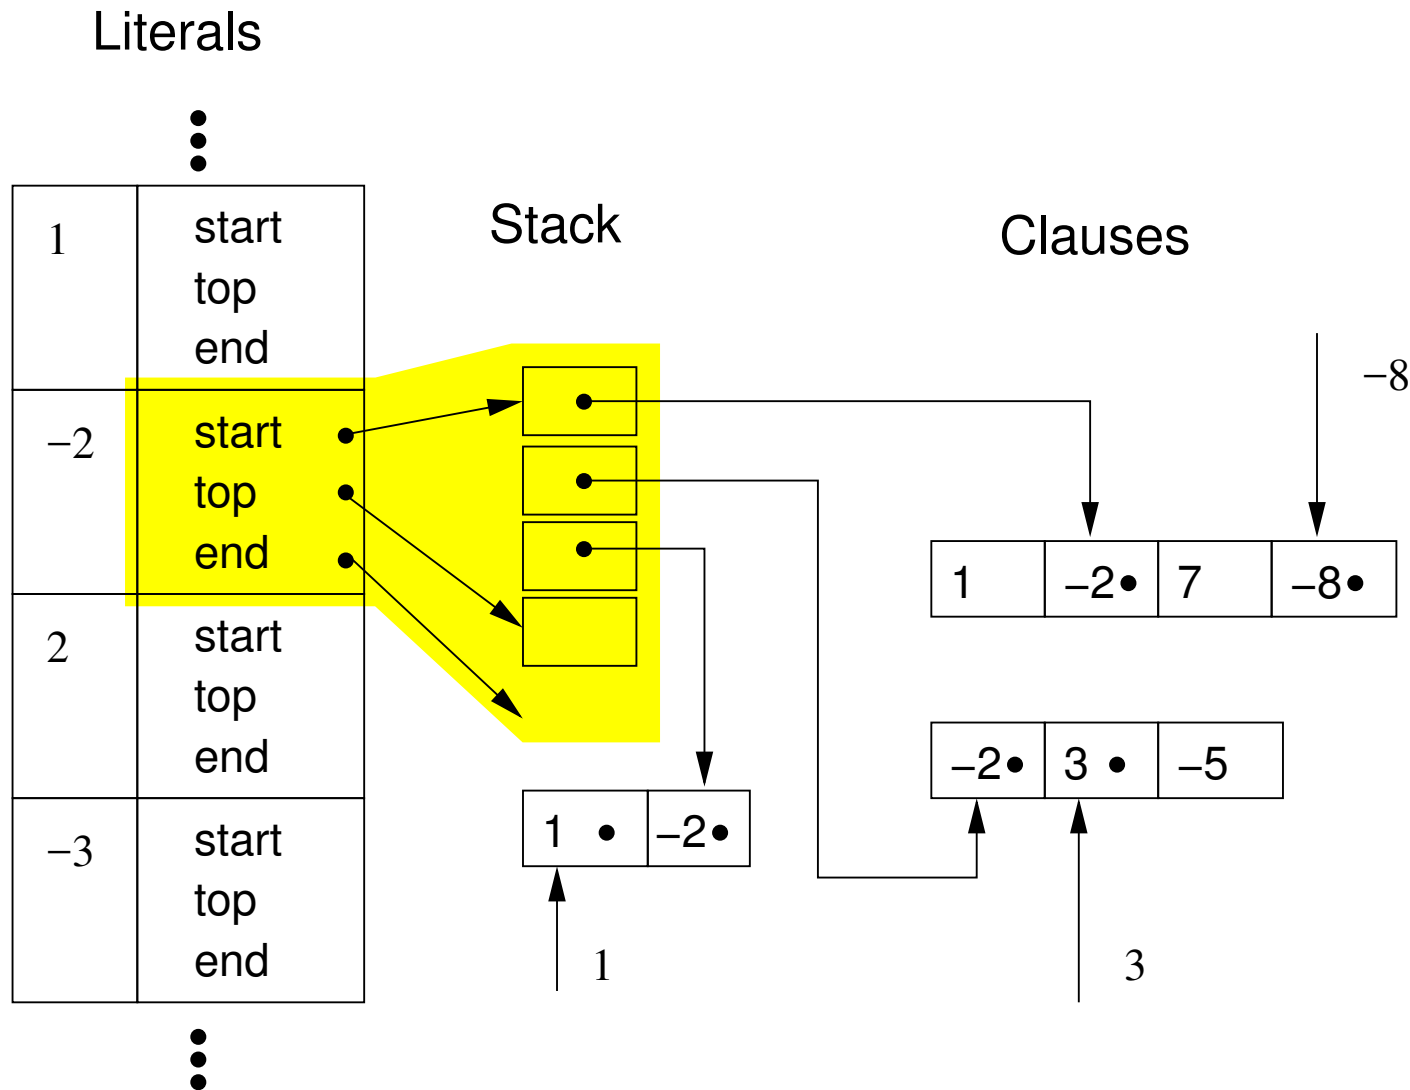 Literals
Stack
Clauses
1
start
top
end
−2
start
top
end
2
start
top
end
−3
start
top
end
−8
1 −2 7 −8
−2 3 −5
1 −2
1
3